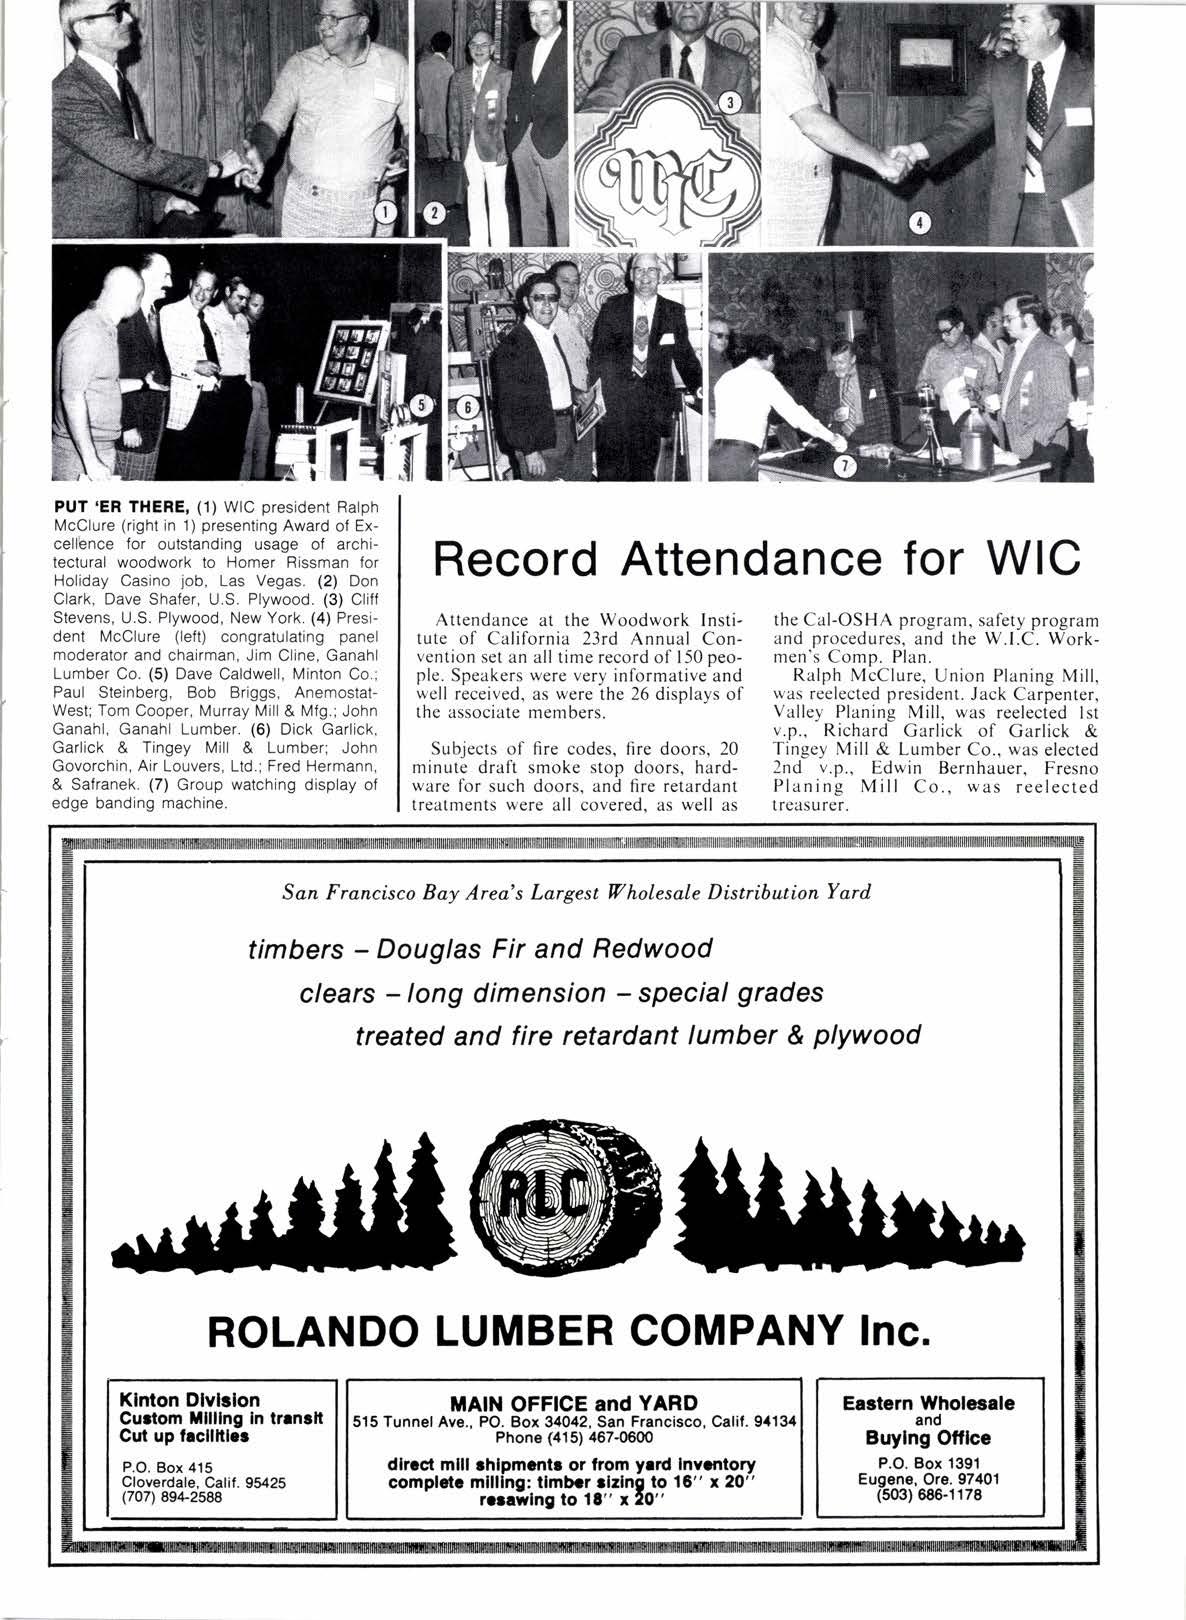 1
2
3
WIC
4
5
6
7
PUT 'ER THERE, (1) WIC president Ralph
McClure (right in 1) presenting Award of Ex-
cellence for outstanding usage of archi-
tectural woodwork to Homer Rissman for
Holiday Casino job, Las Vegas. (2) Don
Clark, Dave Shafer, U.S. Plywood. (3) Cliff
Stevens, U.S. Plywood, New York. (4) Presi-
dent McClure (left) congratulating panel
moderator and chairman, Jim Cline, Ganahl
Lumber Co. (5) Dave Caldwell, Minton Co.;
Paul Steinberg, Bob Briggs, Anemostat-
West; Tom Cooper, Murray Mill & Mfg.; John
Ganahl, Ganahl Lumber. (6) Dick Garlick,
Garlick & Tingey Mill & Lumber; John
Govorchin, Air Louvers, Ltd.; Fred Hermann,
& Safranek. (7) Group watching display of
edge banding machine.
Record Attendance for WIC
Attendance at the Woodwork Insti-
tute of California 23rd Annual Con-
vention set an all time record of 150 peo-
ple. Speakers were very informative and
well received, as were the 26 displays of
the associate members.
Subjects of fire codes, fire doors, 20
minute draft smoke stop doors, hard-
ware for such doors, and fire retardant
treatments were all covered, as well as
the Cal-OSHA program, safety program
and procedures, and the W.I.C. Work-
men's Comp. Plan.
Ralph McClure, Union Planing Mill,
was reelected president. Jack Carpenter,
Valley Planing Mill, was reelected 1st
v.p., Richard Garlick of Garlick &
Tingey Mill & Lumber Co., was elected
2nd v.p., Edwin Bernhauer, Fresno
Planing Mill Co., was reelected
treasurer.
San Francisco Bay Area's Largest Wholesale Distribution Yard
timbers – Douglas Fir and Redwood
clears – long dimension – special grades
treated and fire retardant lumber & plywood
RLC
ROLANDO LUMBER COMPANY Inc.
Kinton Division
Custom Milling in transit
Cut up facilities
P.O. Box 415
Cloverdale, Calif. 95425
(707) 894-2588
MAIN OFFICE and YARD
515 Tunnel Ave., PO. Box 34042, San Francisco, Calif. 94134
Phone (415) 467-0600
direct mill shipments or from yard inventory
complete milling: timber sizing to 16'' x 20''
resawing to 18'' x 20''
Eastern Wholesale
and
Buying Office
P.O. Box 1391
Eugene, Ore. 97401
(503) 686-1178